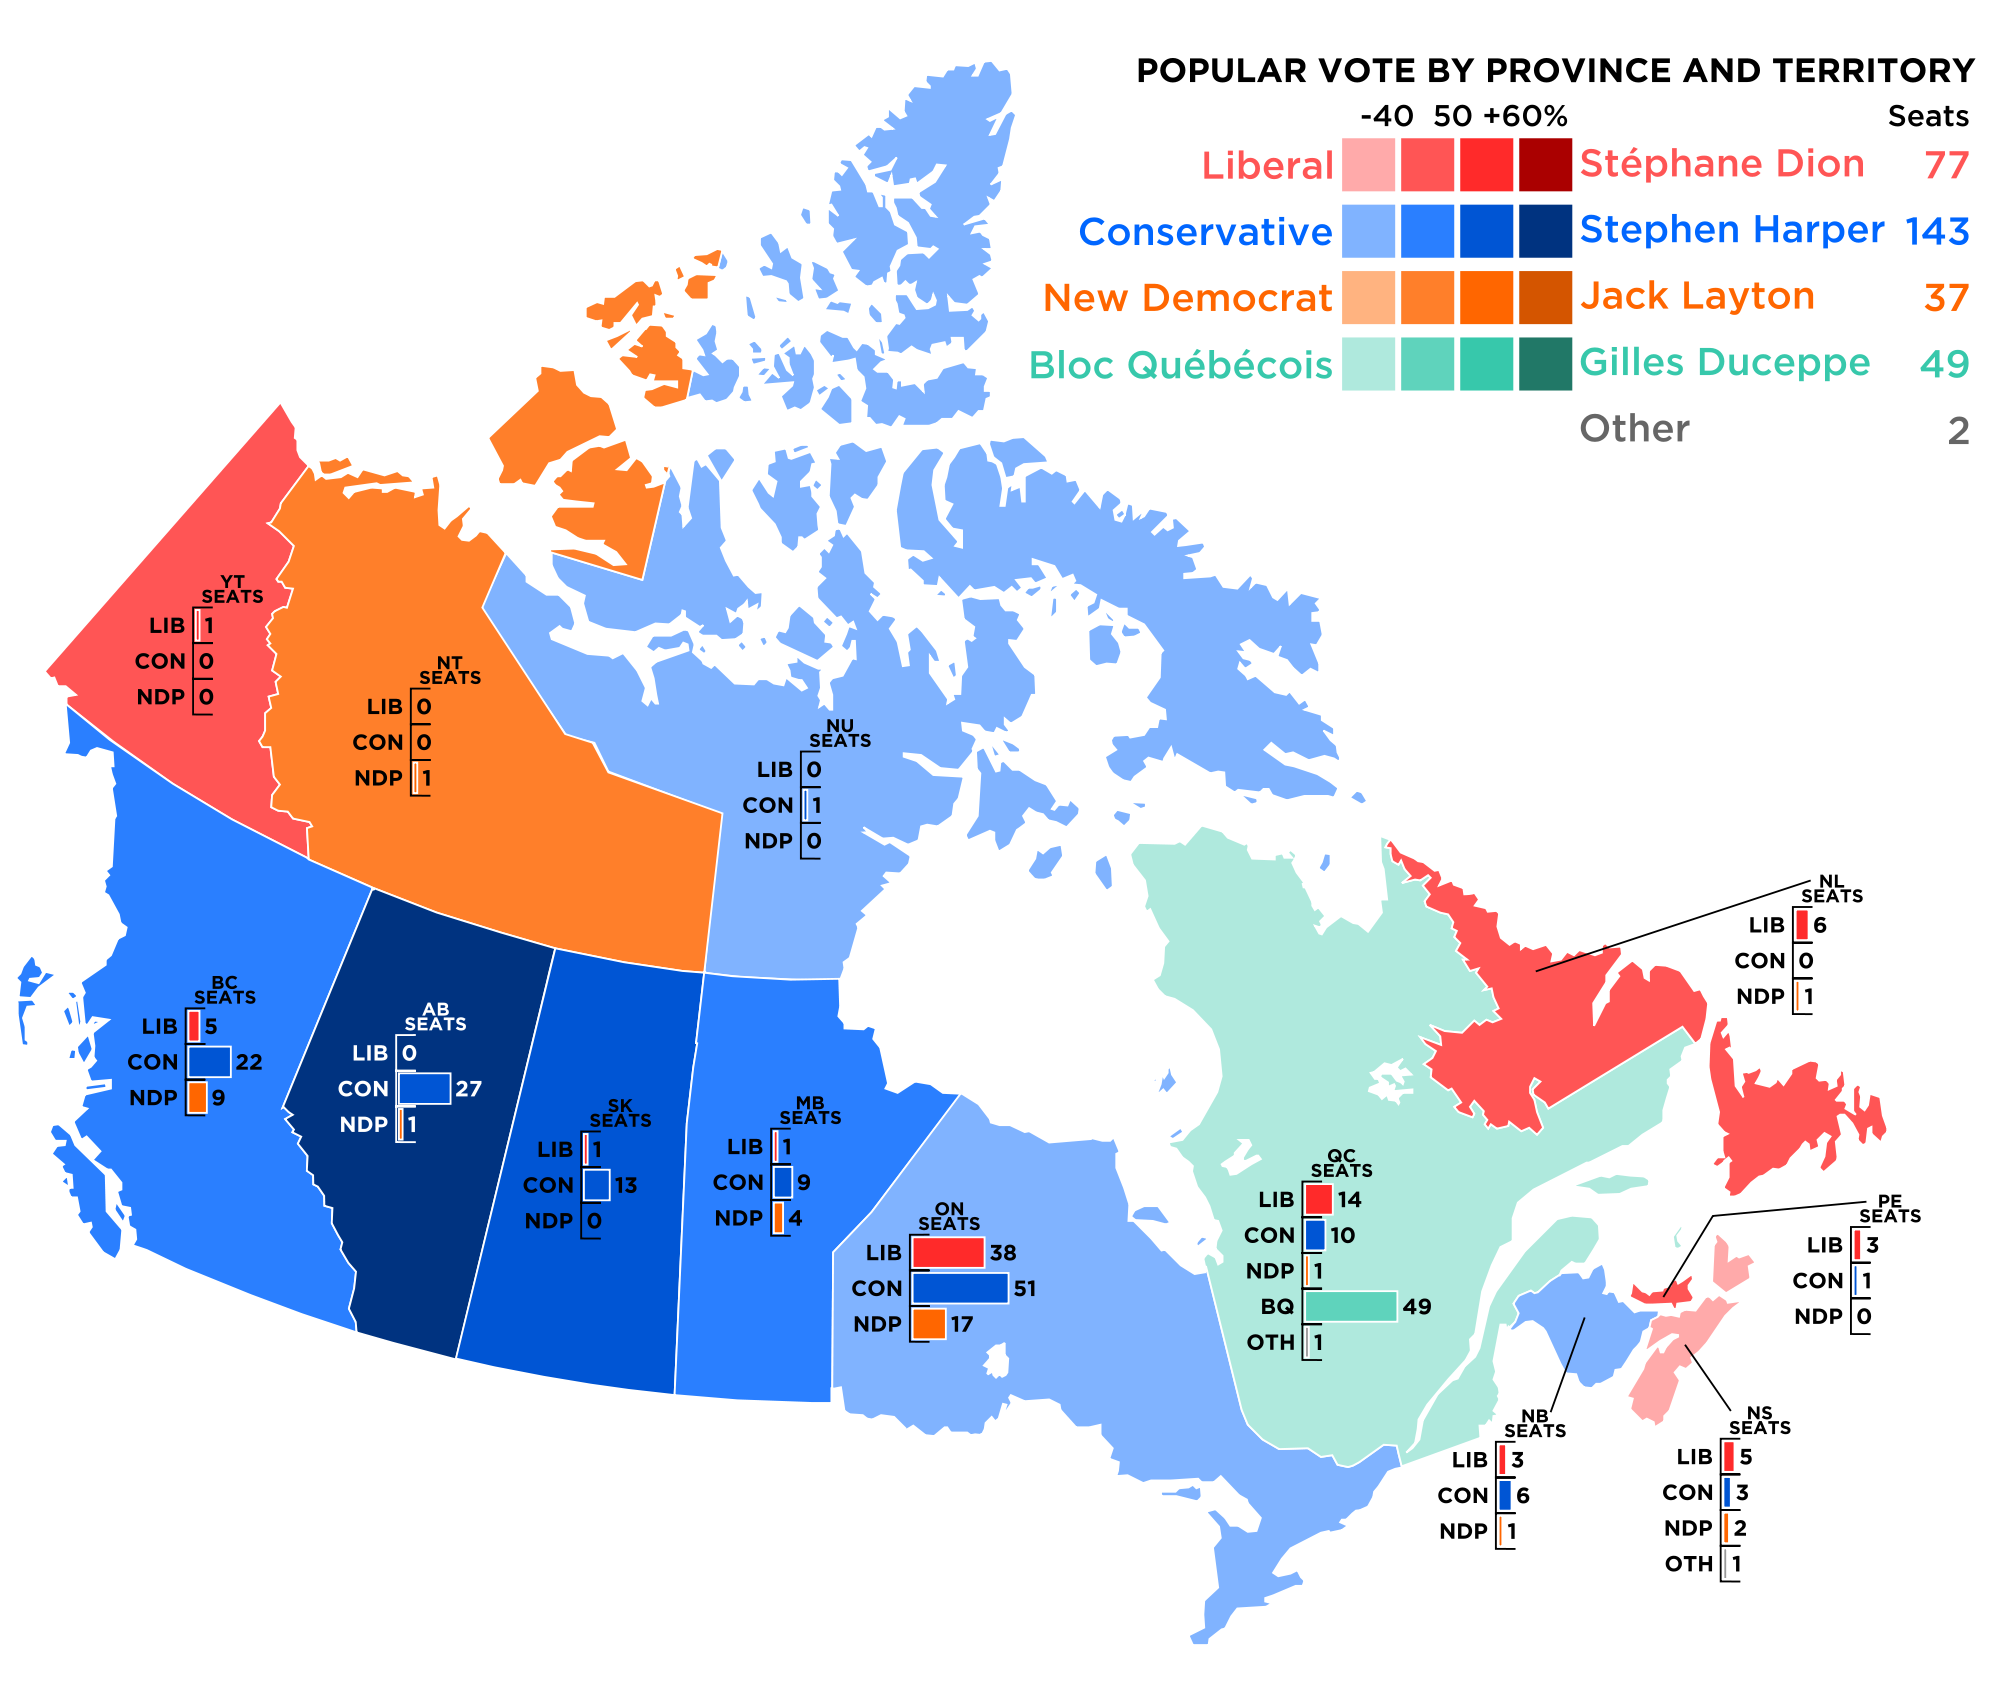 POPULAR VOTE BY PROVINCE AND TERRITORY
-40 50 +60% Seats
Liberal Stéphane Dion 77
Conservative Stephen Harper 143
New Democrat Jack Layton 37
Bloc Québécois Gilles Duceppe 49
Other 2
YT
SEATS
LIB 1
CON 0
NDP 0
NT
SEATS
LIB 0
CON 0
NDP 1
NU
SEATS
LIB 0
CON 1
NDP 0
NL
SEATS
LIB 6
CON 0
NDP 1
BC
SEATS
LIB 5
CON 22
NDP 9
AB
SEATS
LIB 0
CON 27
NDP 1
SK
SEATS
LIB 1
CON 13
NDP 0
MB
SEATS
LIB 1
CON 9
NDP 4
ON
SEATS
LIB 38
CON 51
NDP 17
QC
SEATS
LIB 14
CON 10
NDP 1
BQ 49
OTH 1
PE
SEATS
LIB 3
CON 1
NDP 0
NB
SEATS
LIB 3
CON 6
NDP 1
NS
SEATS
LIB 5
CON 3
NDP 2
OTH 1